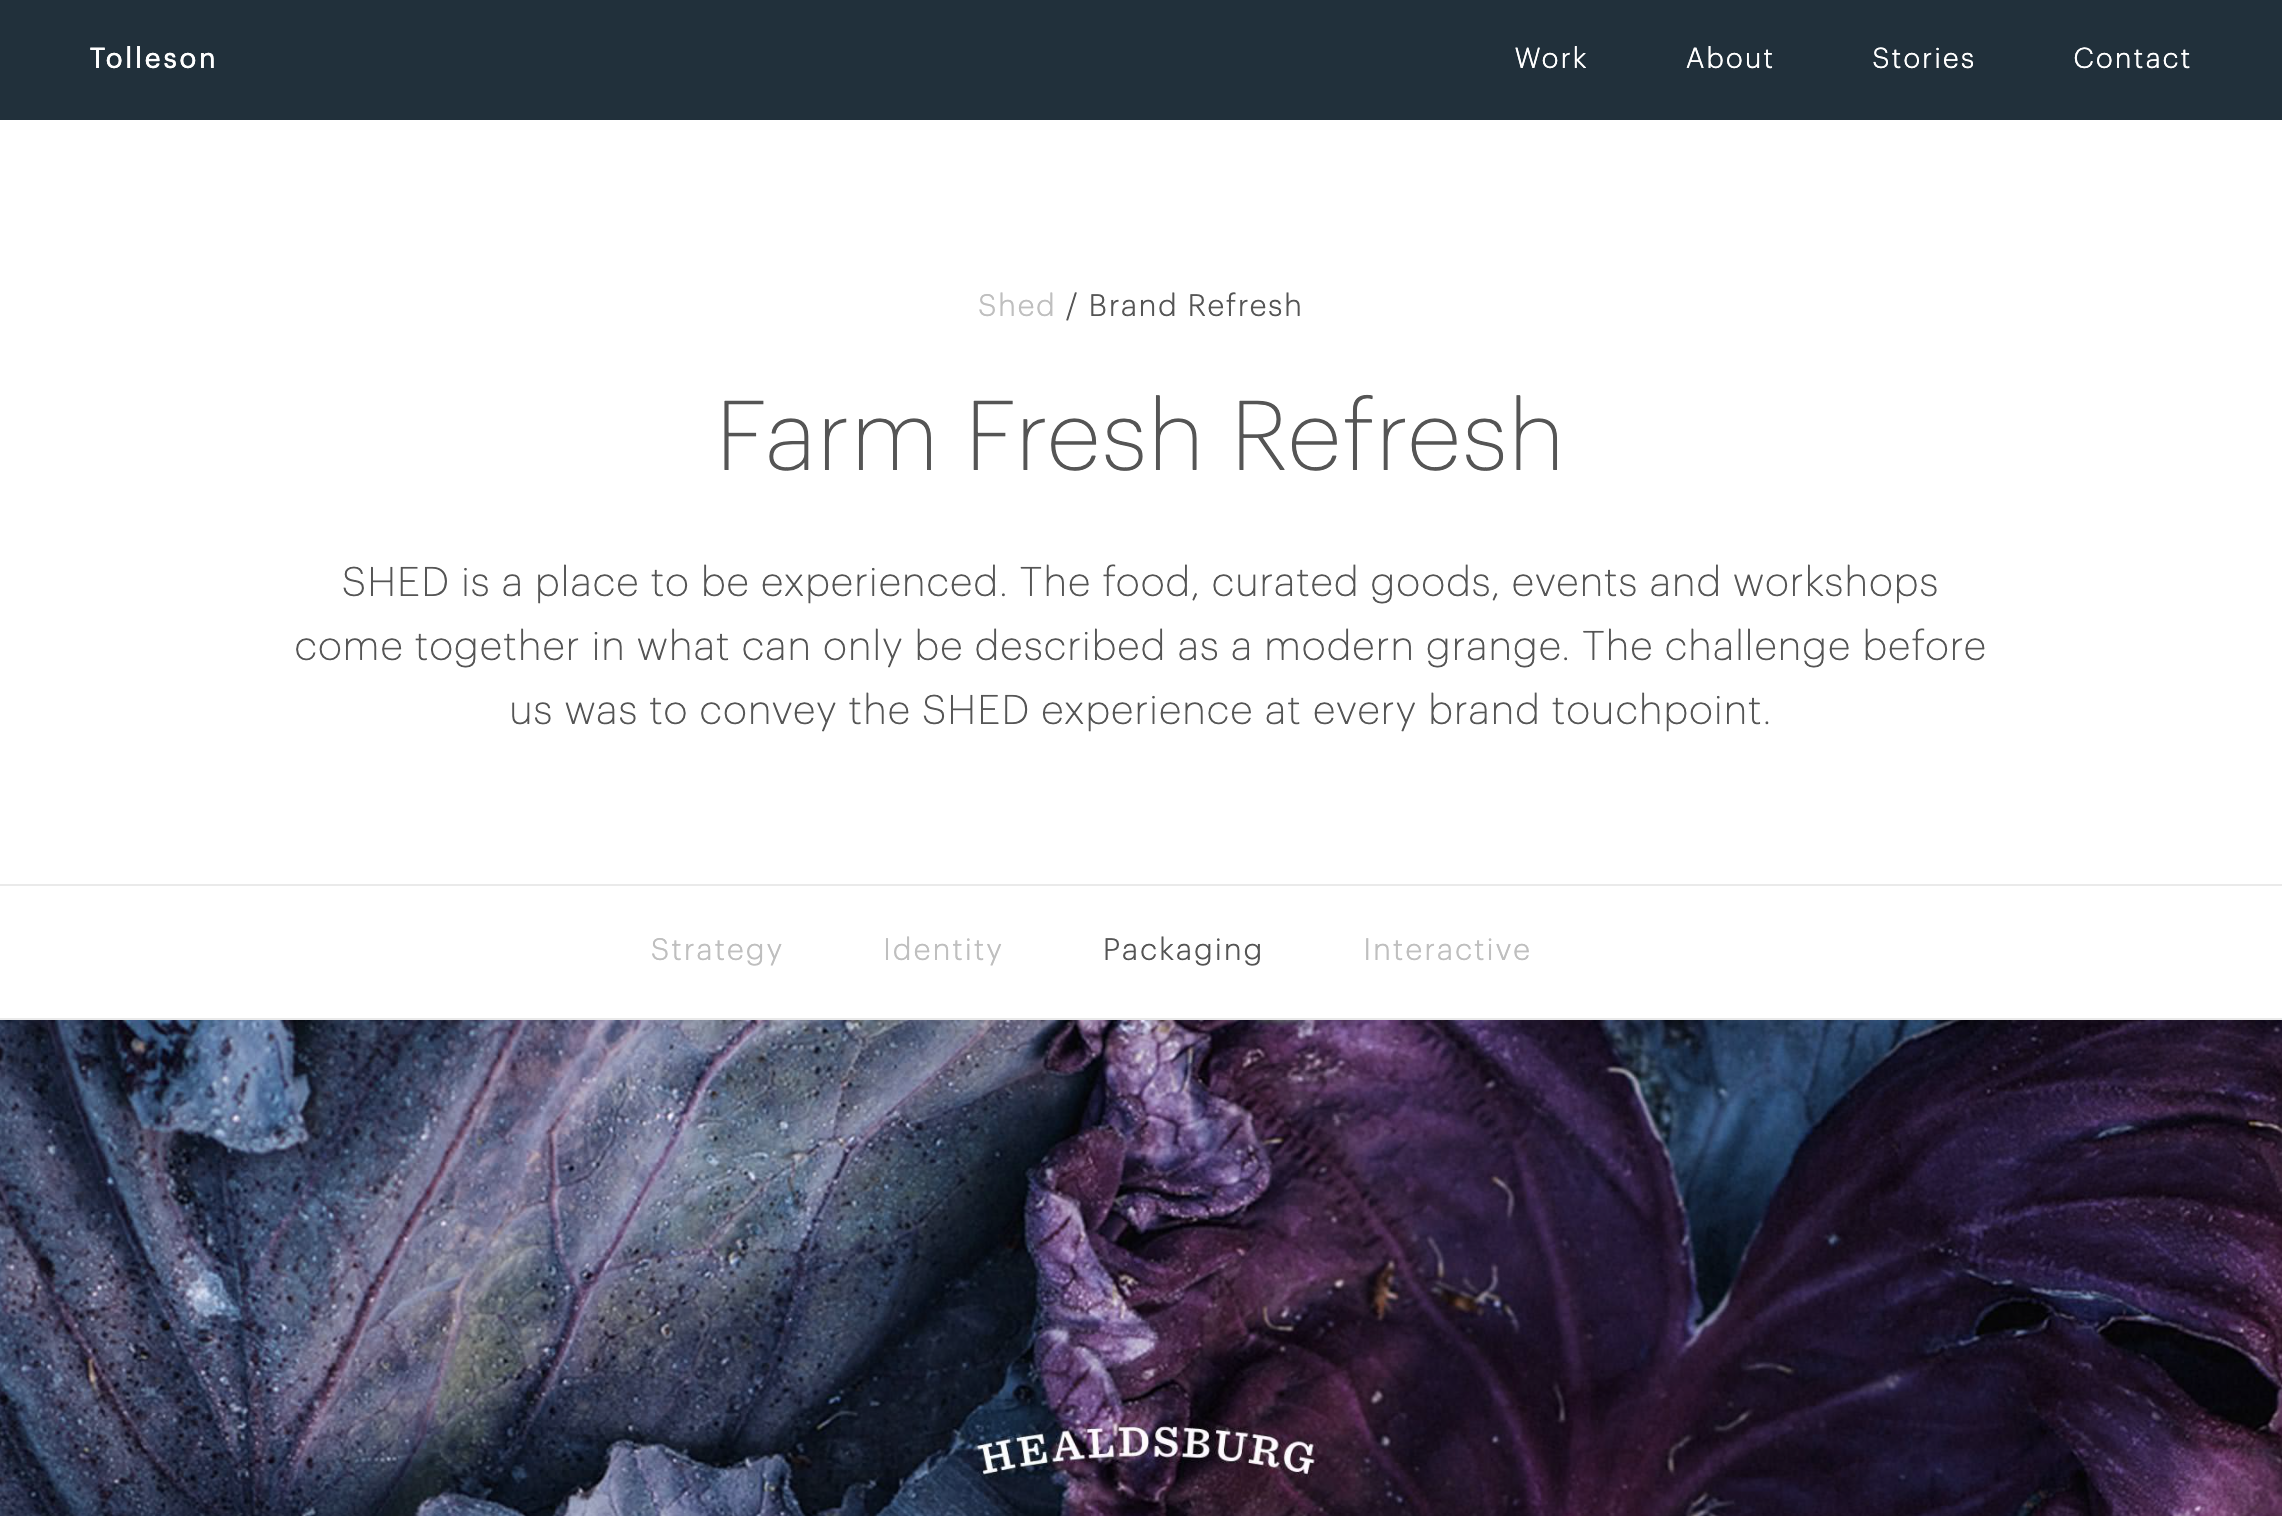 Tolleson
Work About Stories Contact
Shed / Brand Refresh
Farm Fresh Refresh
SHED is a place to be experienced. The food, curated goods, events and workshops
come together in what can only be described as a modern grange. The challenge before
us was to convey the SHED experience at every brand touchpoint.
Strategy Identity Packaging Interactive
HEALDSBURG